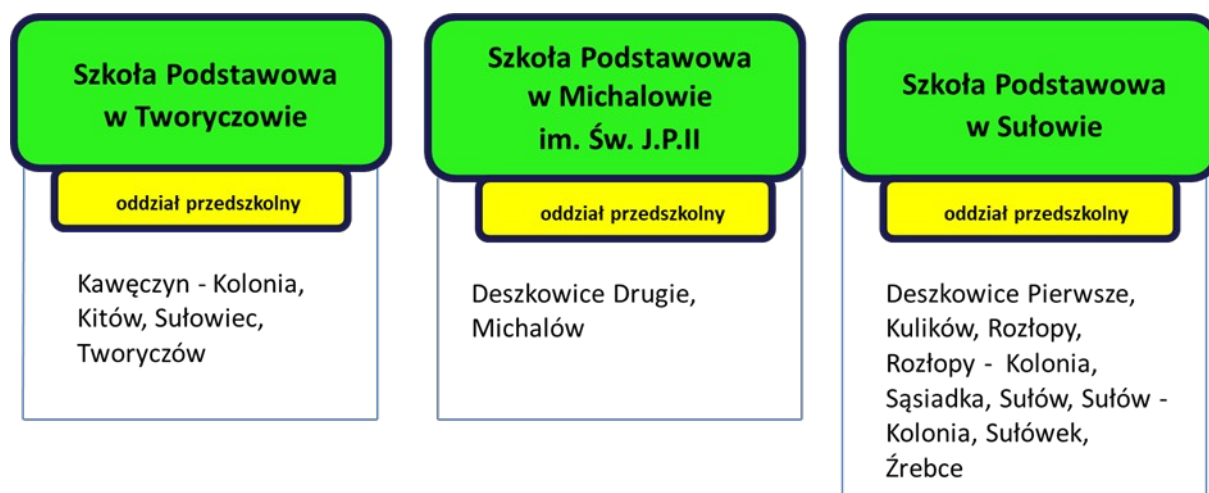 Szkoła Podstawowa
w Tworyczowie
oddział przedszkolny
Kawęczyn - Kolonia,
Kitów, Sułowiec,
Tworyczów
Szkoła Podstawowa
w Michalowie
im. Św. J.P.II
oddział przedszkolny
Deszkowice Drugie,
Michalów
Szkoła Podstawowa
w Sułowie
oddział przedszkolny
Deszkowice Pierwsze,
Kulików, Rozłopy,
Rozłopy - Kolonia,
Sąsiadka, Sułów, Sułów -
Kolonia, Sułówek,
Źrebce